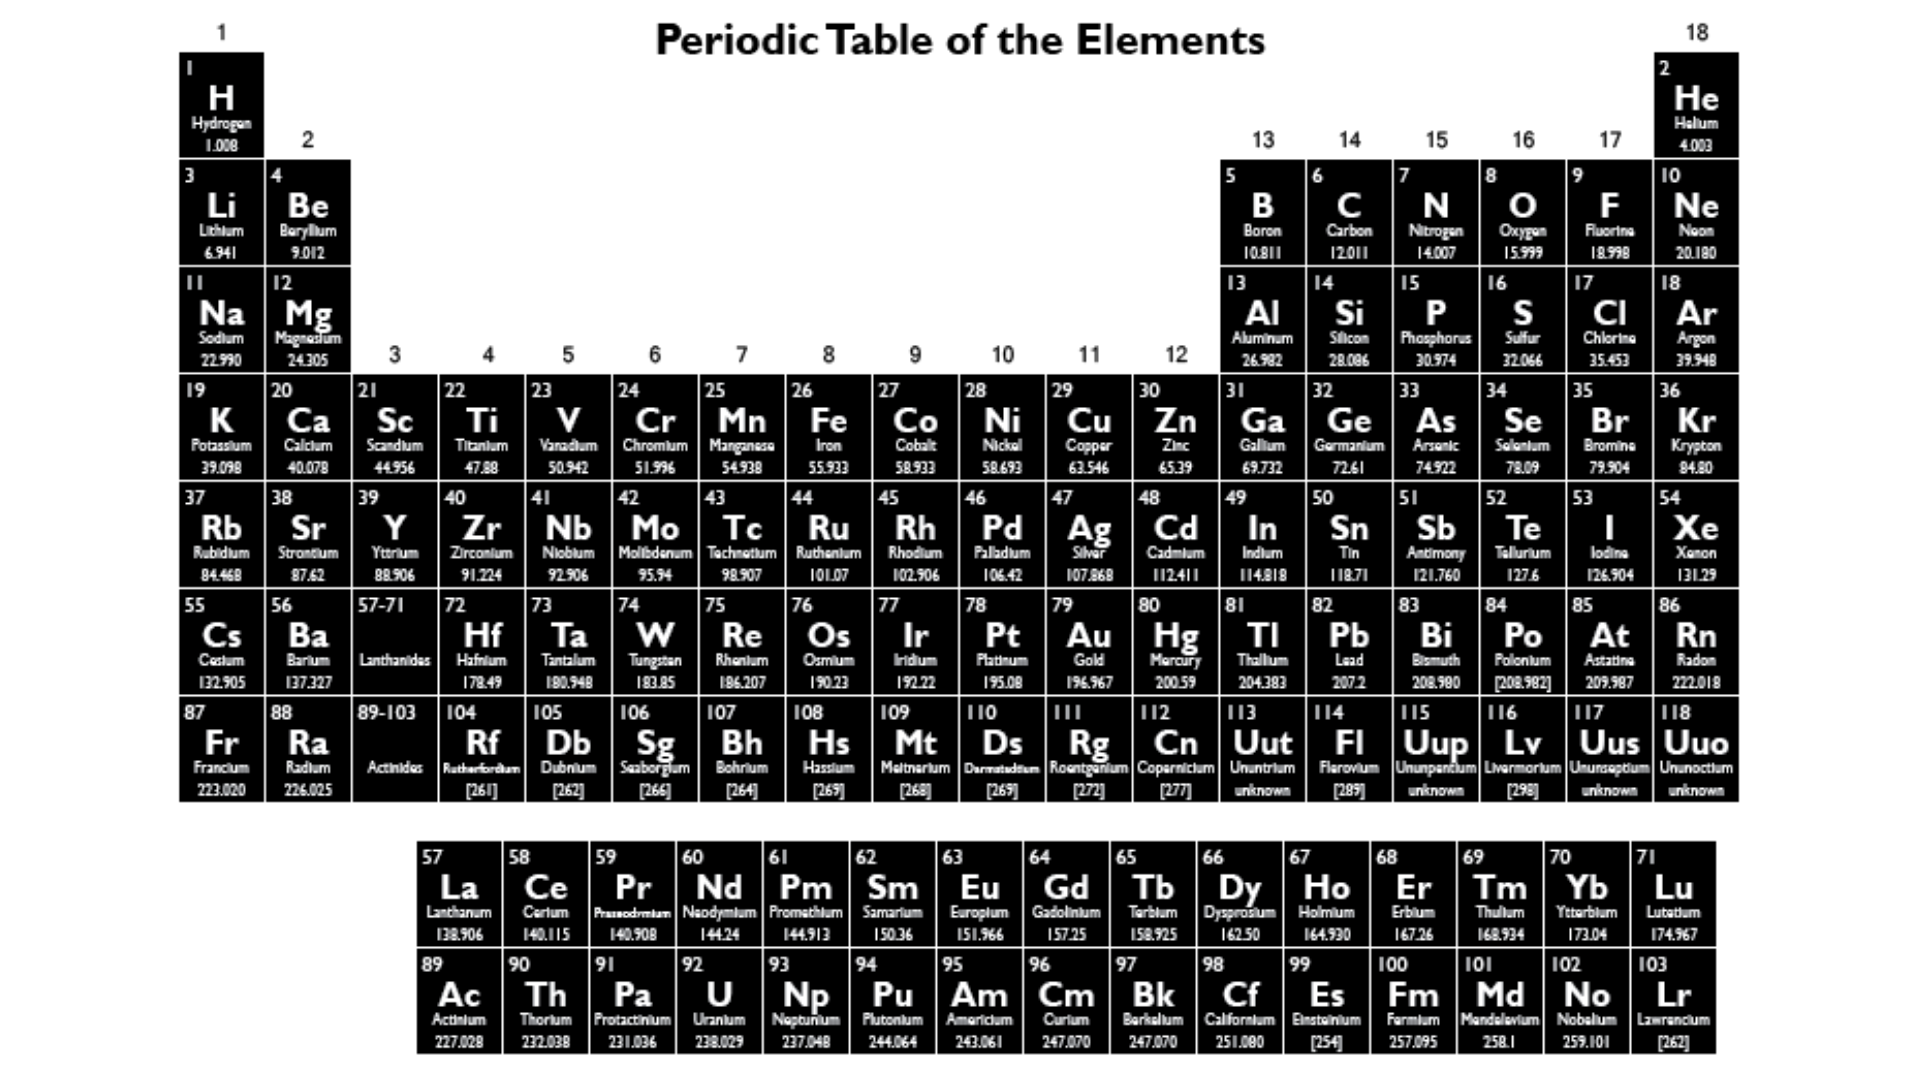 Periodic Table of the Elements
1 18
1 2
H He
Hydrogen Helium
1.008 4.003
2 13 14 15 16 17
3 4 5 6 7 8 9 10
Li Be B C N O F Ne
Lithium Beryllium Boron Carbon Nitrogen Oxygen Fluorine Neon
6.941 9.012 10.811 12.011 14.007 15.999 18.998 20.180
11 12 13 14 15 16 17 18
Na Mg Al Si P S Cl Ar
Sodium Magnesium Aluminum Silicon Phosphorus Sulfur Chlorine Argon
22.990 24.305 26.982 28.086 30.974 32.066 35.453 39.948
3 4 5 6 7 8 9 10 11 12
19 20 21 22 23 24 25 26 27 28 29 30 31 32 33 34 35 36
K Ca Sc Ti V Cr Mn Fe Co Ni Cu Zn Ga Ge As Se Br Kr
Potassium Calcium Scandium Titanium Vanadium Chromium Manganese Iron Cobalt Nickel Copper Zinc Gallium Germanium Arsenic Selenium Bromine Krypton
39.098 40.078 44.956 47.88 50.942 51.996 54.938 55.933 58.933 58.693 63.546 65.39 69.732 72.61 74.922 78.09 79.904 84.80
37 38 39 40 41 42 43 44 45 46 47 48 49 50 51 52 53 54
Rb Sr Y Zr Nb Mo Tc Ru Rh Pd Ag Cd In Sn Sb Te I Xe
Rubidium Strontium Yttrium Zirconium Niobium Molibdenum Technetium Ruthenium Rhodium Palladium Silver Cadmium Indium Tin Antimony Tellurium Iodine Xenon
84.468 87.62 88.906 91.224 92.906 95.94 98.907 101.07 102.906 106.42 107.868 112.411 114.818 118.71 121.760 127.6 126.904 131.29
55 56 57-71 72 73 74 75 76 77 78 79 80 81 82 83 84 85 86
Cs Ba Hf Ta W Re Os Ir Pt Au Hg Tl Pb Bi Po At Rn
Cesium Barium Lanthanides Hafnium Tantalum Tungsten Rhenium Osmium Iridium Platinum Gold Mercury Thallium Lead Bismuth Polonium Astatine Radon
132.905 137.327 178.49 180.948 183.85 186.207 190.23 192.22 195.08 196.967 200.59 204.383 207.2 208.980 [208.982] 209.987 222.018
87 88 89-103 104 105 106 107 108 109 110 111 112 113 114 115 116 117 118
Fr Ra Rf Db Sg Bh Hs Mt Ds Rg Cn Uut Fl Uup Lv Uus Uuo
Francium Radium Actinides Rutherfordium Dubnium Seaborgium Bohrium Hassium Meitnerium Darmstadtium Roentgenium Copernicium Ununtrium Flerovium Ununpentium Livermorium Ununseptium Ununoctium
223.020 226.025 [261] [262] [266] [264] [269] [268] [269] [272] [277] unknown [289] unknown [298] unknown unknown
57 58 59 60 61 62 63 64 65 66 67 68 69 70 71
La Ce Pr Nd Pm Sm Eu Gd Tb Dy Ho Er Tm Yb Lu
Lanthanum Cerium Praseodymium Neodymium Promethium Samarium Europium Gadolinium Terbium Dysprosium Holmium Erbium Thulium Ytterbium Lutetium
138.906 140.115 140.908 144.24 144.913 150.36 151.966 157.25 158.925 162.50 164.930 167.26 168.934 173.04 174.967
89 90 91 92 93 94 95 96 97 98 99 100 101 102 103
Ac Th Pa U Np Pu Am Cm Bk Cf Es Fm Md No Lr
Actinium Thorium Protactinium Uranium Neptunium Plutonium Americium Curium Berkelium Californium Einsteinium Fermium Mendelevium Nobelium Lawrencium
227.028 232.038 231.036 238.029 237.048 244.064 243.061 247.070 247.070 251.080 [254] 257.095 258.1 259.101 [262]